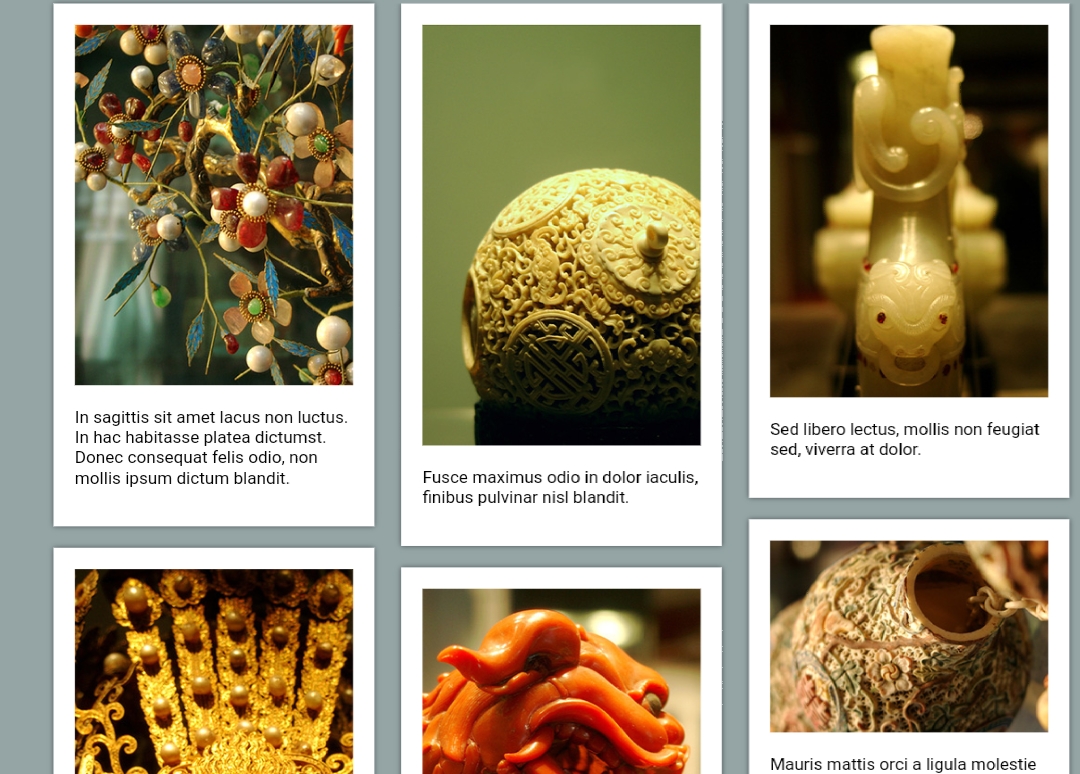 In sagittis sit amet lacus non luctus.
In hac habitasse platea dictumst.
Donec consequat felis odio, non
mollis ipsum dictum blandit.
Fusce maximus odio in dolor iaculis,
finibus pulvinar nisl blandit.
Sed libero lectus, mollis non feugiat
sed, viverra at dolor.
Mauris mattis orci a ligula molestie